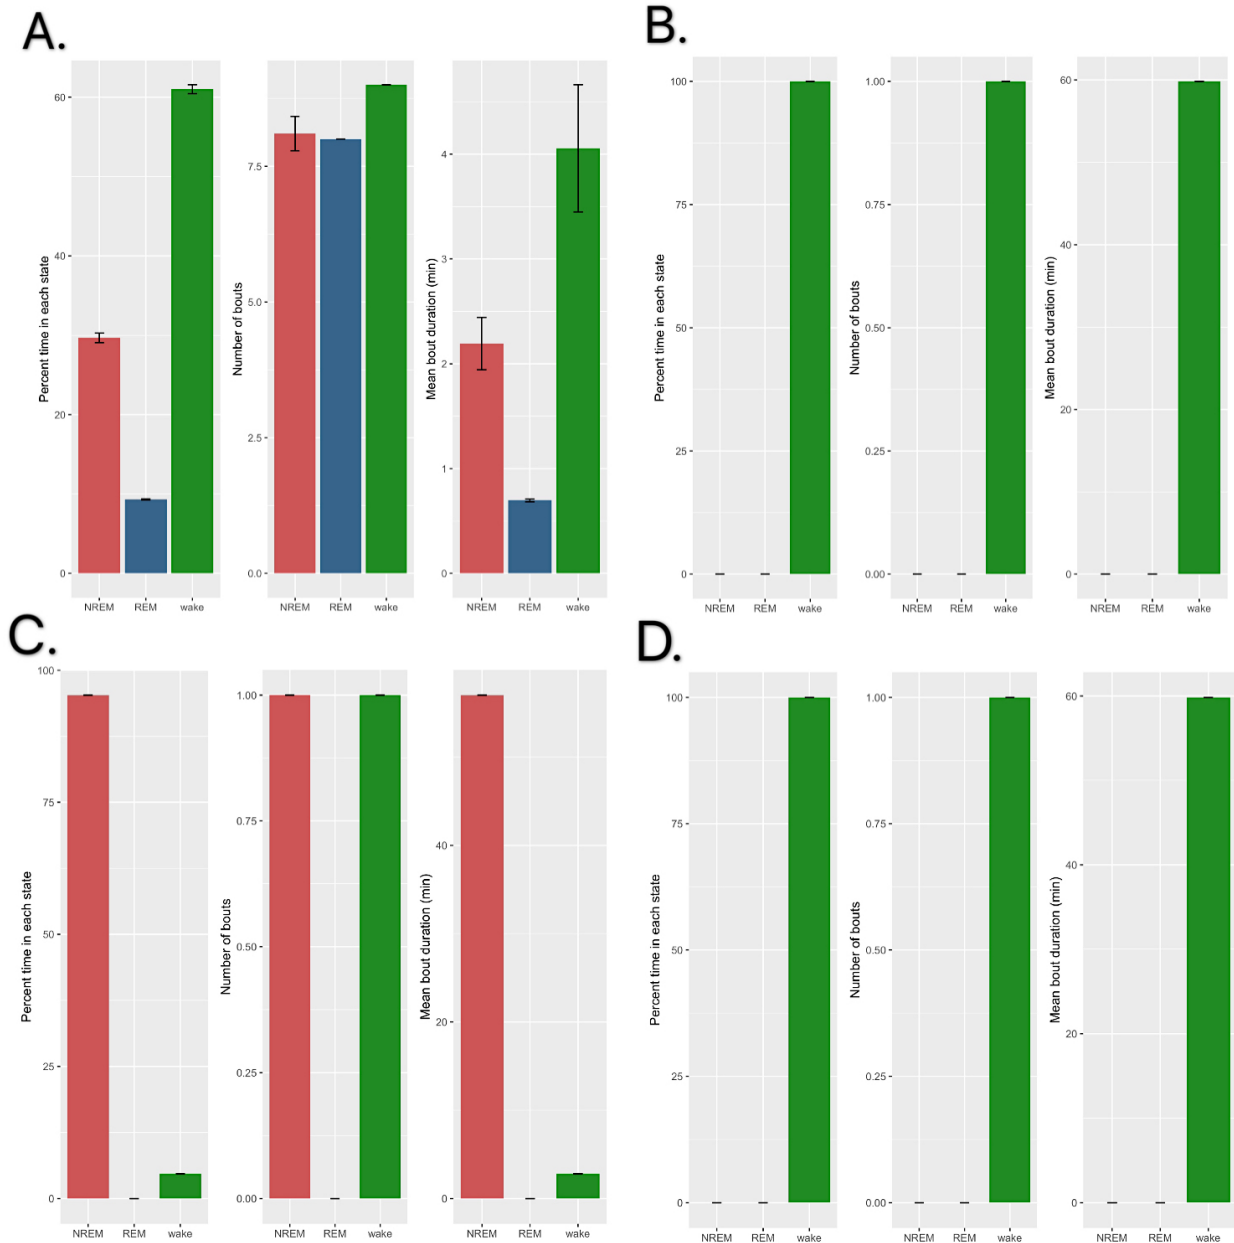 A.
Percent time in each state
60
40
20
0
NREM REM wake
Number of bouts
7.5
5.0
2.5
0.0
NREM REM wake
Mean bout duration (min)
4
3
2
1
0
NREM REM wake
B.
Percent time in each state
100
75
50
25
0
NREM REM wake
Number of bouts
1.00
0.75
0.50
0.25
0.00
NREM REM wake
Mean bout duration (min)
60
40
20
0
NREM REM wake
C.
Percent time in each state
100
75
50
25
0
NREM REM wake
Number of bouts
1.00
0.75
0.50
0.25
0.00
NREM REM wake
Mean bout duration (min)
40
20
0
NREM REM wake
D.
Percent time in each state
100
75
50
25
0
NREM REM wake
Number of bouts
1.00
0.75
0.50
0.25
0.00
NREM REM wake
Mean bout duration (min)
60
40
20
0
NREM REM wake